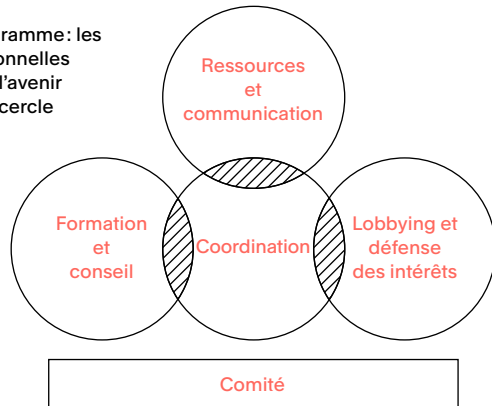 ramme : les
onnelles
d'avenir
cercle
Ressources
et
communication
Formation
et
conseil
Coordination
Lobbying et
défense
des intérêts
Comité